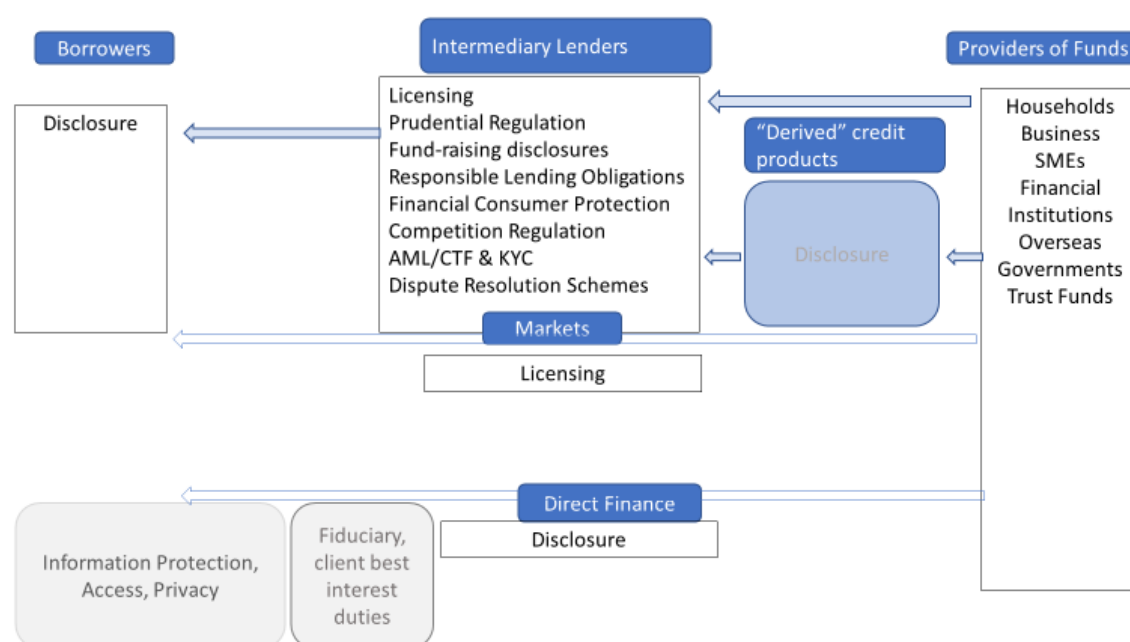 Borrowers
Intermediary Lenders
Providers of Funds
Disclosure
Licensing
Prudential Regulation
Fund-raising disclosures
Responsible Lending Obligations
Financial Consumer Protection
Competition Regulation
AML/CTF & KYC
Dispute Resolution Schemes
“Derived” credit
products
Disclosure
Households
Business
SMEs
Financial
Institutions
Overseas
Governments
Trust Funds
Markets
Licensing
Direct Finance
Disclosure
Information Protection,
Access, Privacy
Fiduciary,
client best
interest
duties